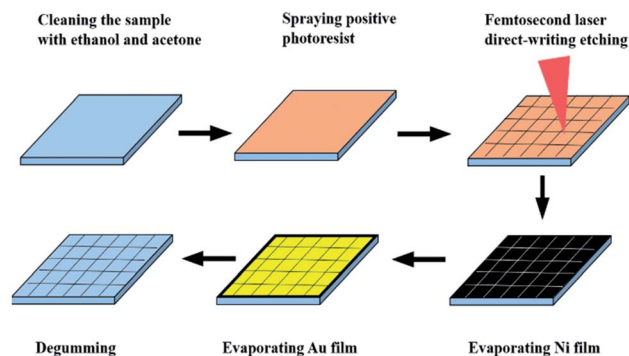 Cleaning the sample
with ethanol and acetone
Spraying positive
photoresist
Femtosecond laser
direct-writing etching
Degumming
Evaporating Au film
Evaporating Ni film